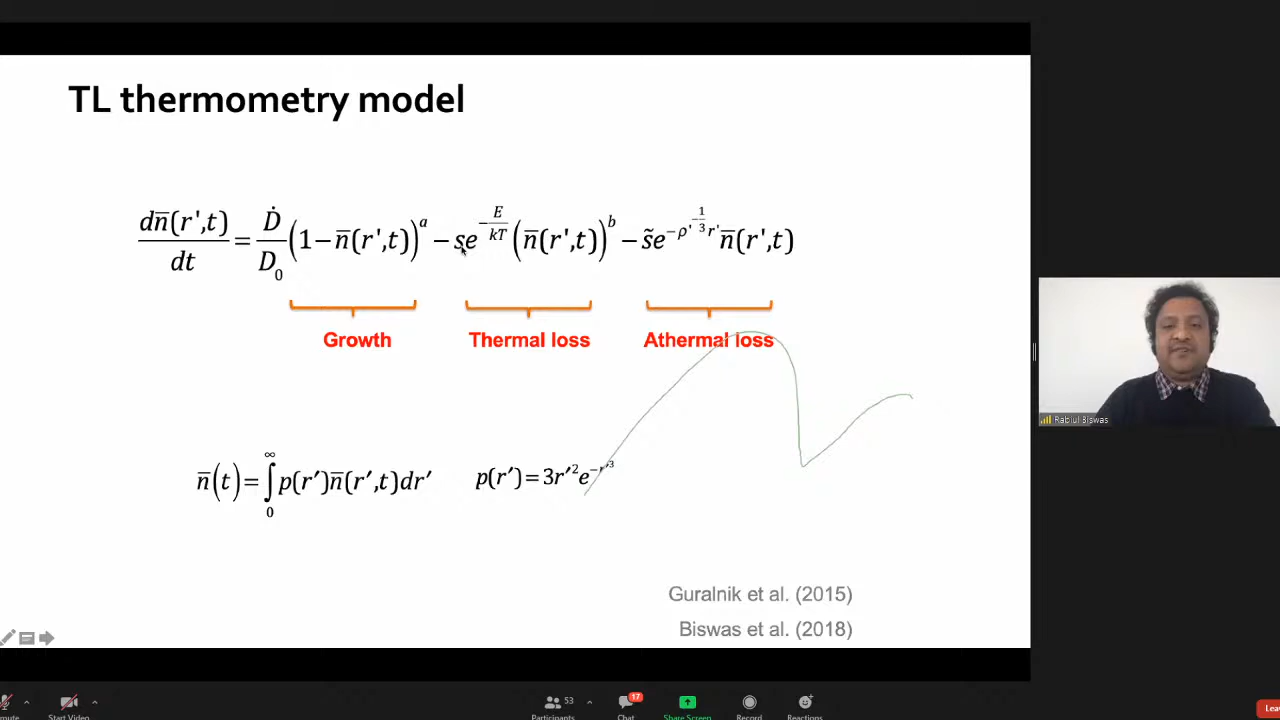 TL thermometry model
dn̅(r',t)/dt = Ḋ/D₀ (1−n̅(r',t))ᵃ − se^(−E/kT) (n̅(r',t))ᵇ − s̃e^(−ρ'^(−1/3) r') n̅(r',t)
Growth Thermal loss Athermal loss
n̅(t)=∫₀^∞ p(r′)n̅(r′,t)dr′ p(r′)=3r′²e^(−r′³)
Guralnik et al. (2015)
Biswas et al. (2018)
Rabiul Biswas
53 17
Start Video Participants Chat Share Screen Record Reactions